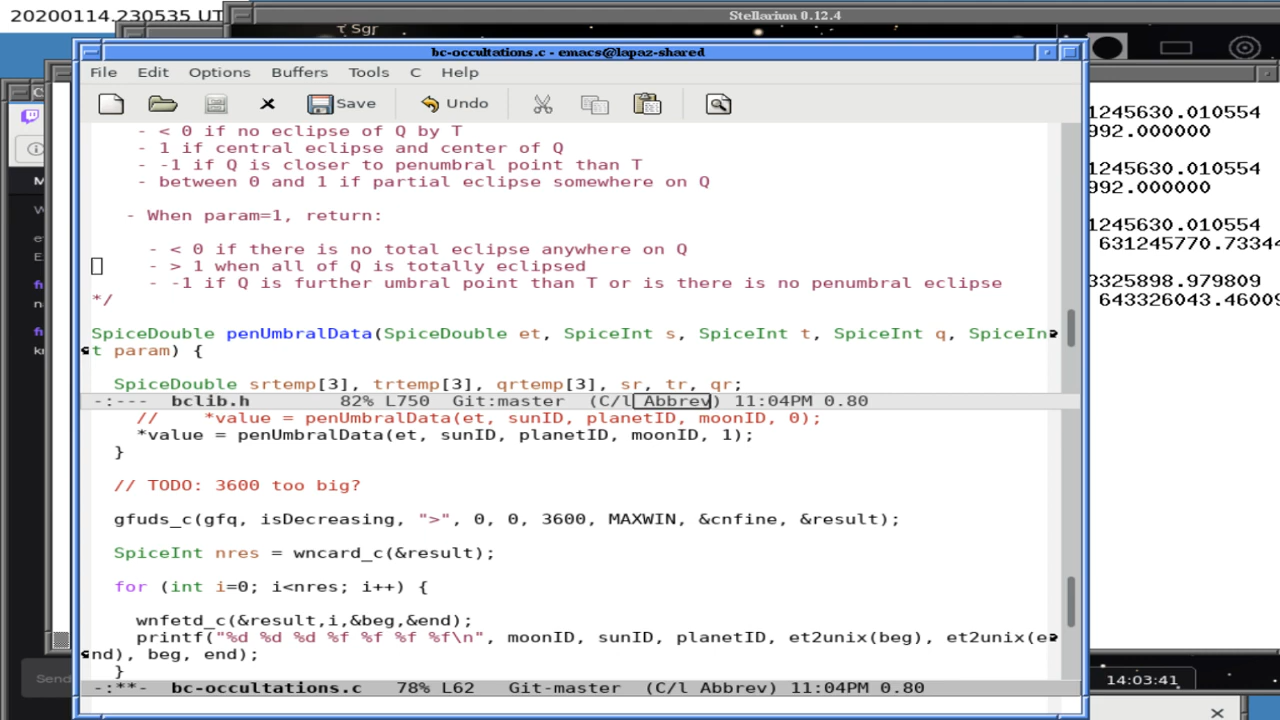 20200114.230535 UT
Stellarium 0.12.4
τ Sgr
bc-occultations.c - emacs@lapaz-shared
File Edit Options Buffers Tools C Help
Save Undo
- < 0 if no eclipse of Q by T
- 1 if central eclipse and center of Q
- -1 if Q is closer to penumbral point than T
- between 0 and 1 if partial eclipse somewhere on Q
- When param=1, return:
- < 0 if there is no total eclipse anywhere on Q
- > 1 when all of Q is totally eclipsed
- -1 if Q is further umbral point than T or is there is no penumbral eclipse
*/
SpiceDouble penUmbralData(SpiceDouble et, SpiceInt s, SpiceInt t, SpiceInt q, SpiceIn
t param) {
SpiceDouble srtemp[3], trtemp[3], qrtemp[3], sr, tr, qr;
-:--- bclib.h 82% L750 Git:master (C/l Abbrev) 11:04PM 0.80
// *value = penUmbralData(et, sunID, planetID, moonID, 0);
*value = penUmbralData(et, sunID, planetID, moonID, 1);
}
// TODO: 3600 too big?
gfuds_c(gfq, isDecreasing, ">", 0, 0, 3600, MAXWIN, &cnfine, &result);
SpiceInt nres = wncard_c(&result);
for (int i=0; i<nres; i++) {
wnfetd_c(&result,i,&beg,&end);
printf("%d %d %d %f %f %f %f\n", moonID, sunID, planetID, et2unix(beg), et2unix(e
nd), beg, end);
}
-:**- bc-occultations.c 78% L62 Git-master (C/l Abbrev) 11:04PM 0.80
1245630.010554
992.000000
1245630.010554
992.000000
1245630.010554
631245770.73344
3325898.979809
643326043.46009
14:03:41
Send